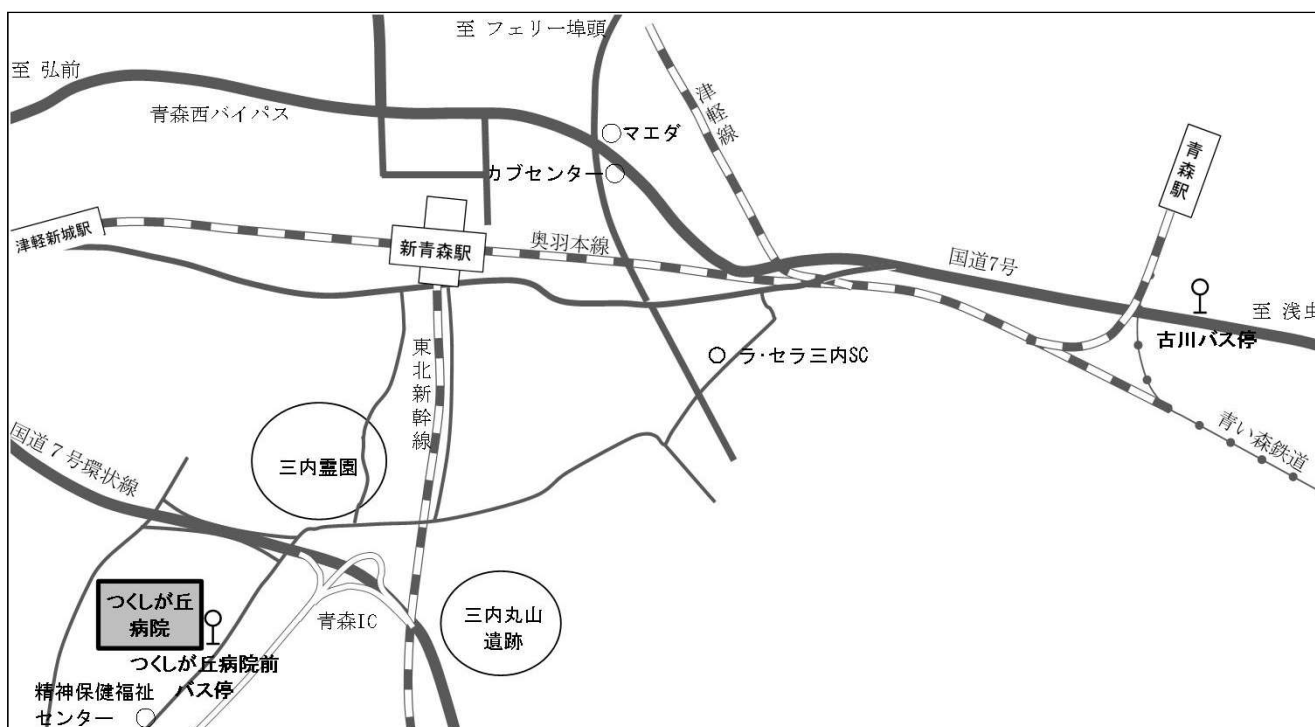 至 フェリー埠頭
至 弘前
青森西バイパス
津軽線
マエダ
カブセンター
青森駅
津軽新城駅
新青森駅
奥羽本線
国道7号
至 浅虫
古川バス停
ラ・セラ三内SC
東北新幹線
青い森鉄道
国道７号環状線
三内霊園
つくしが丘
病院
青森IC
三内丸山
遺跡
つくしが丘病院前
バス停
精神保健福祉
センター